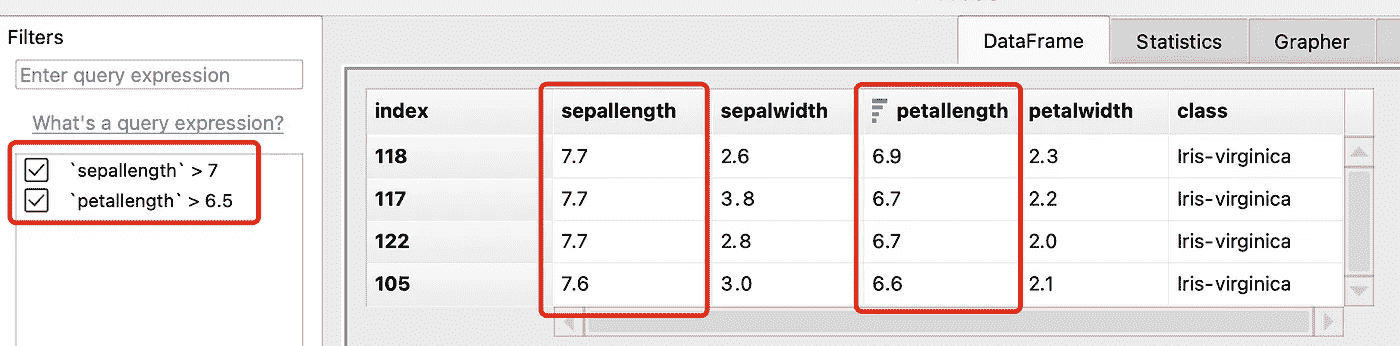 Filters
Enter query expression
What's a query expression?
`sepallength` > 7
`petallength` > 6.5
DataFrame Statistics Grapher
index sepallength sepalwidth petallength petalwidth class
118 7.7 2.6 6.9 2.3 Iris-virginica
117 7.7 3.8 6.7 2.2 Iris-virginica
122 7.7 2.8 6.7 2.0 Iris-virginica
105 7.6 3.0 6.6 2.1 Iris-virginica